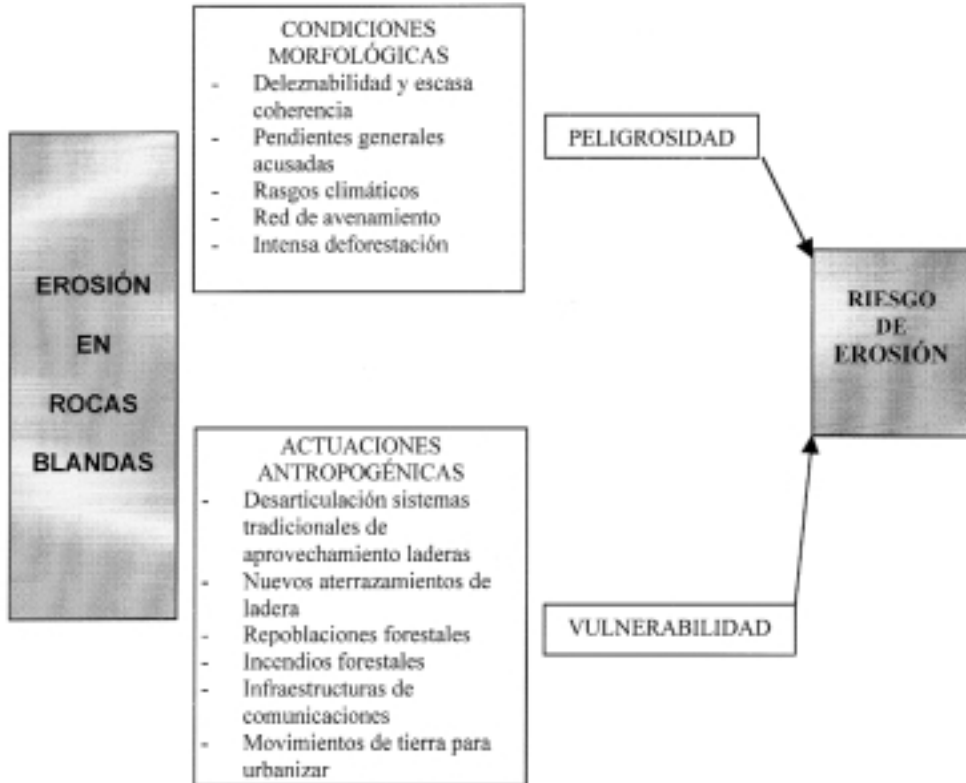 EROSIÓN
EN
ROCAS
BLANDAS
CONDICIONES
MORFOLÓGICAS
- Deleznabilidad y escasa
coherencia
- Pendientes generales
acusadas
- Rasgos climáticos
- Red de avenamiento
- Intensa deforestación
ACTUACIONES
ANTROPOGÉNICAS
- Desarticulación sistemas
tradicionales de
aprovechamiento laderas
- Nuevos aterrazamientos de
ladera
- Repoblaciones forestales
- Incendios forestales
- Infraestructuras de
comunicaciones
- Movimientos de tierra para
urbanizar
PELIGROSIDAD
VULNERABILIDAD
RIESGO
DE
EROSIÓN